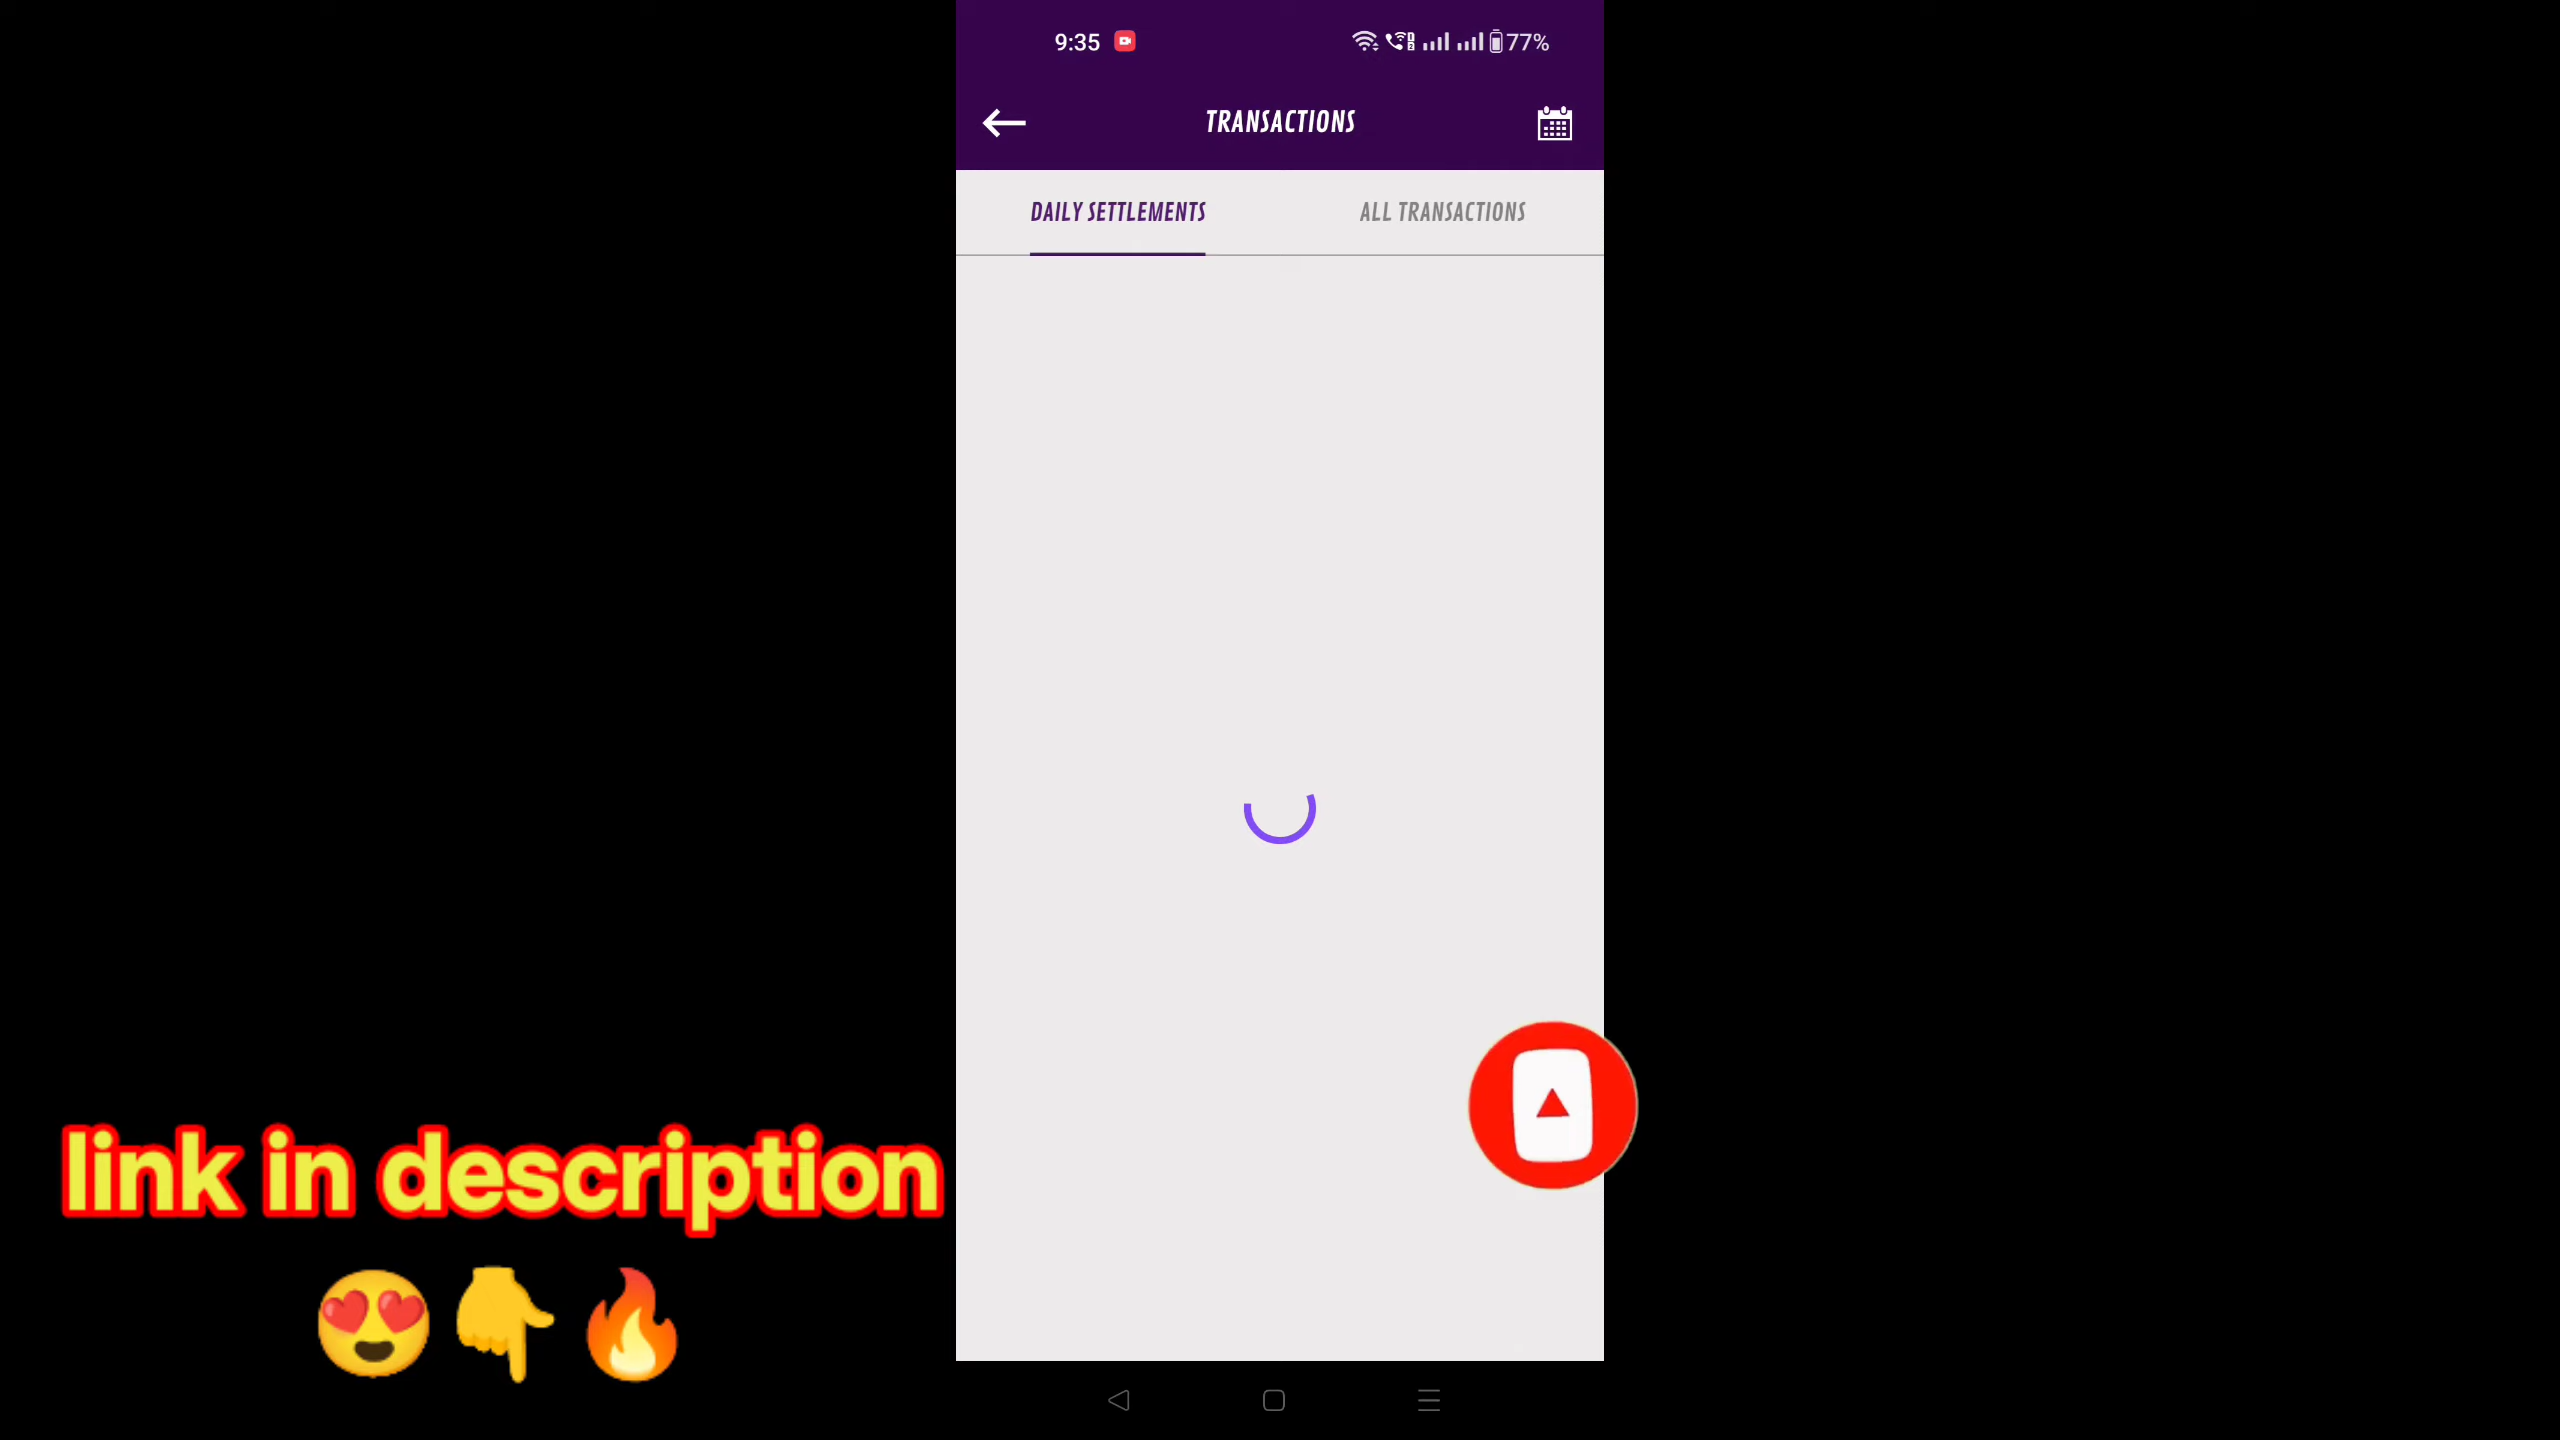 9:35
77%
TRANSACTIONS
DAILY SETTLEMENTS
ALL TRANSACTIONS
link in description